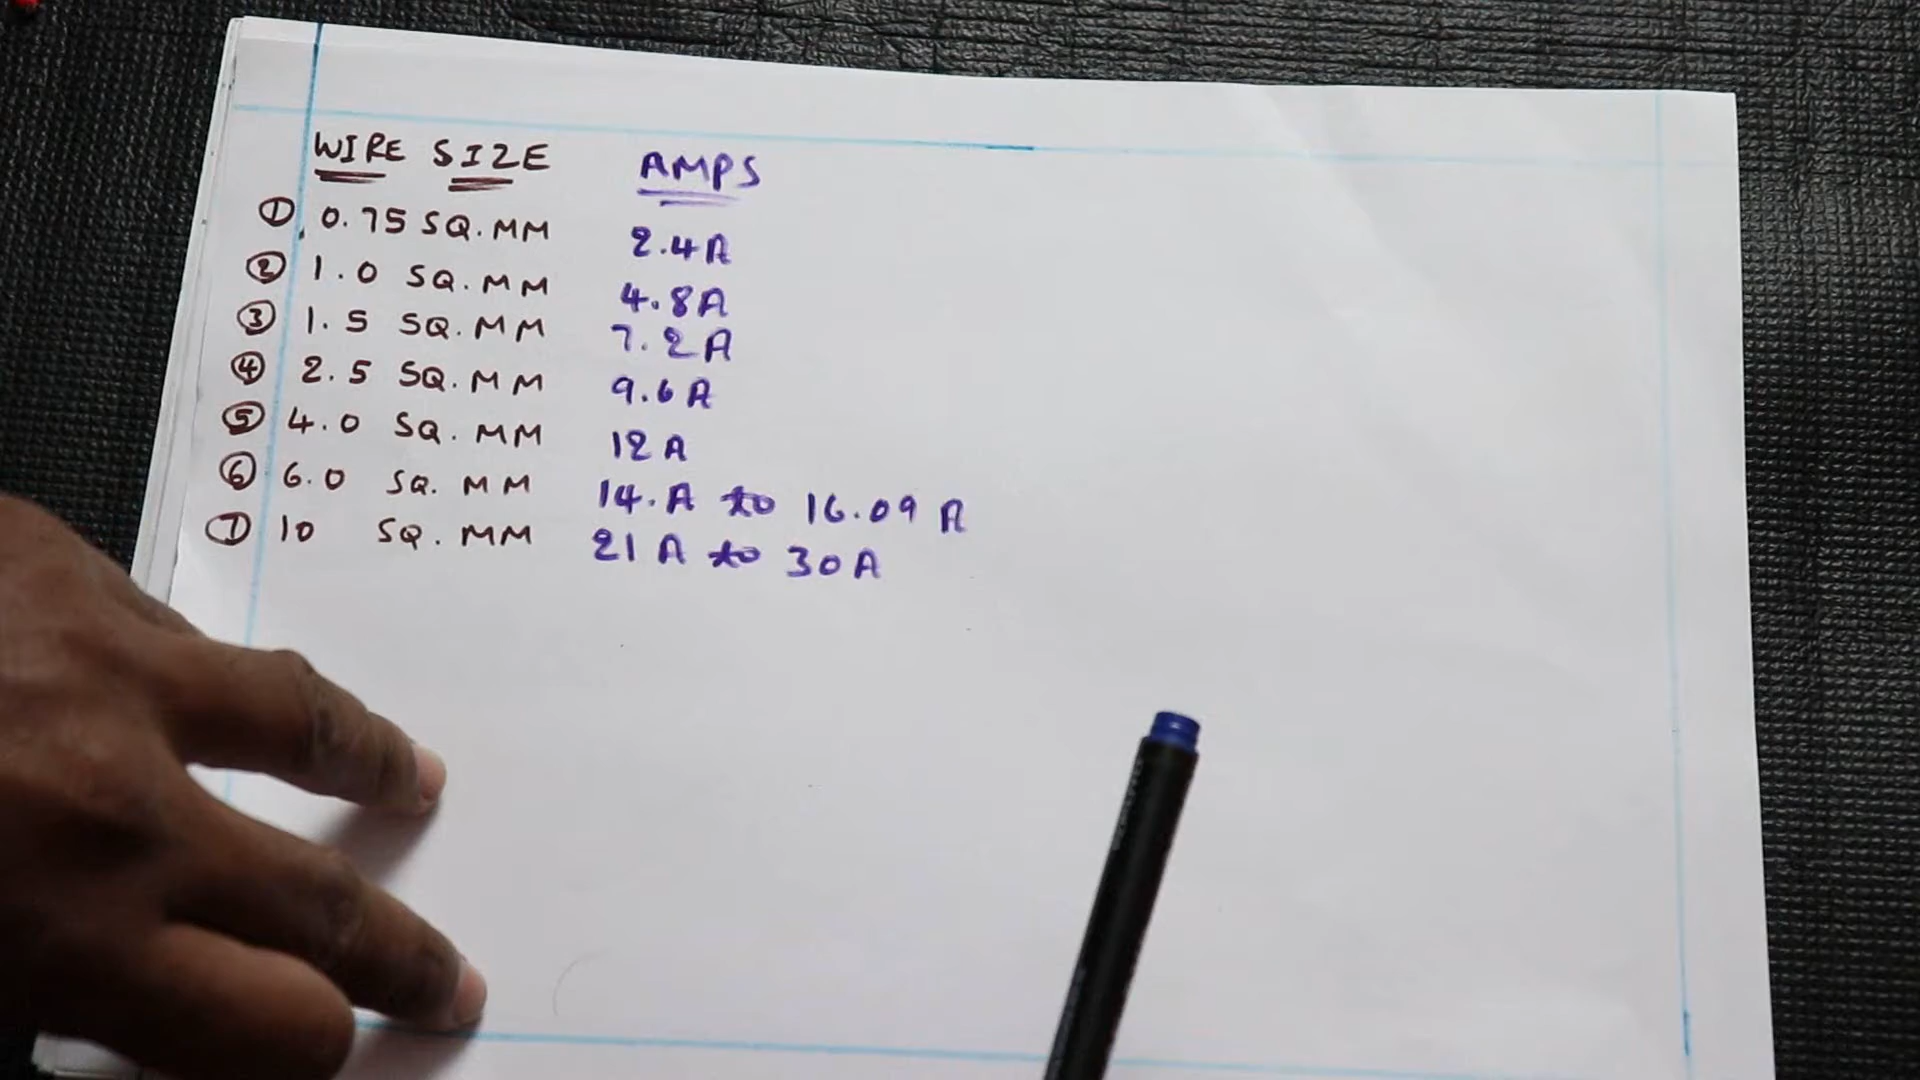 WIRE SIZE AMPS
① 0.75 SQ.MM 2.4A
② 1.0 SQ.MM 4.8A
③ 1.5 SQ.MM 7.2A
④ 2.5 SQ.MM 9.6A
⑤ 4.0 SQ.MM 12A
⑥ 6.0 SQ.MM 14.A to 16.09 A
⑦ 10 SQ.MM 21A to 30A